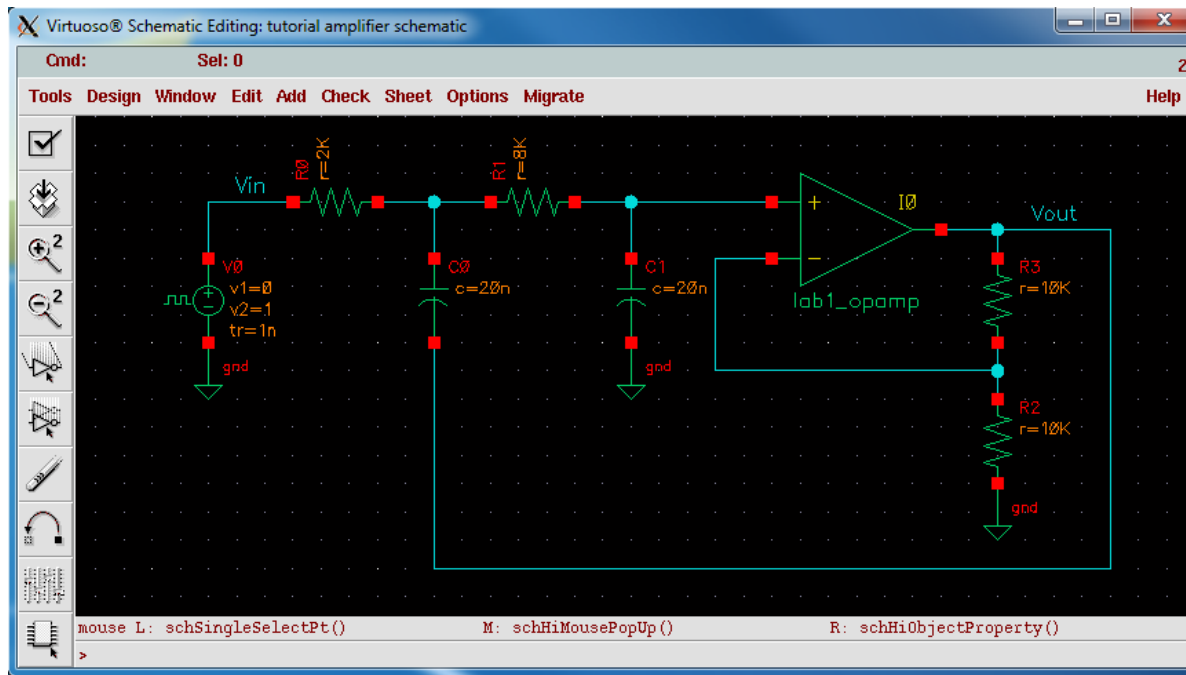 Virtuoso® Schematic Editing: tutorial amplifier schematic
Cmd: Sel: 0 2
Tools Design Window Edit Add Check Sheet Options Migrate Help
R0
r=2K
R1
r=8K
Vin
I0
Vout
+
−
V0
v1=0
v2=1
tr=1n
gnd
C0
c=20n
C1
c=20n
gnd
lab1_opamp
R3
r=10K
R2
r=10K
gnd
2
2
mouse L: schSingleSelectPt() M: schHiMousePopUp() R: schHiObjectProperty()
>